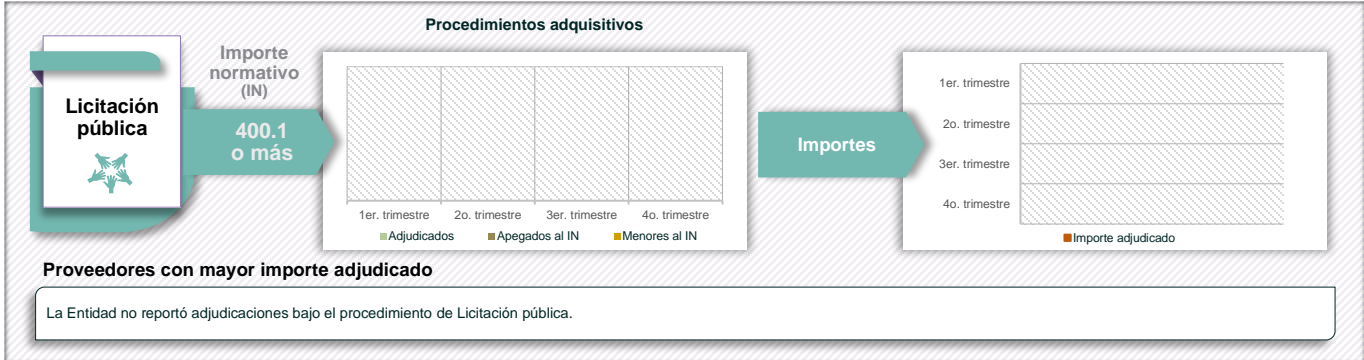 Procedimientos adquisitivos
Licitación
pública
Importe
normativo
(IN)
400.1
o más
1er. trimestre 2o. trimestre 3er. trimestre 4o. trimestre
Adjudicados Apegados al IN Menores al IN
Importes
1er. trimestre
2o. trimestre
3er. trimestre
4o. trimestre
Importe adjudicado
Proveedores con mayor importe adjudicado
La Entidad no reportó adjudicaciones bajo el procedimiento de Licitación pública.